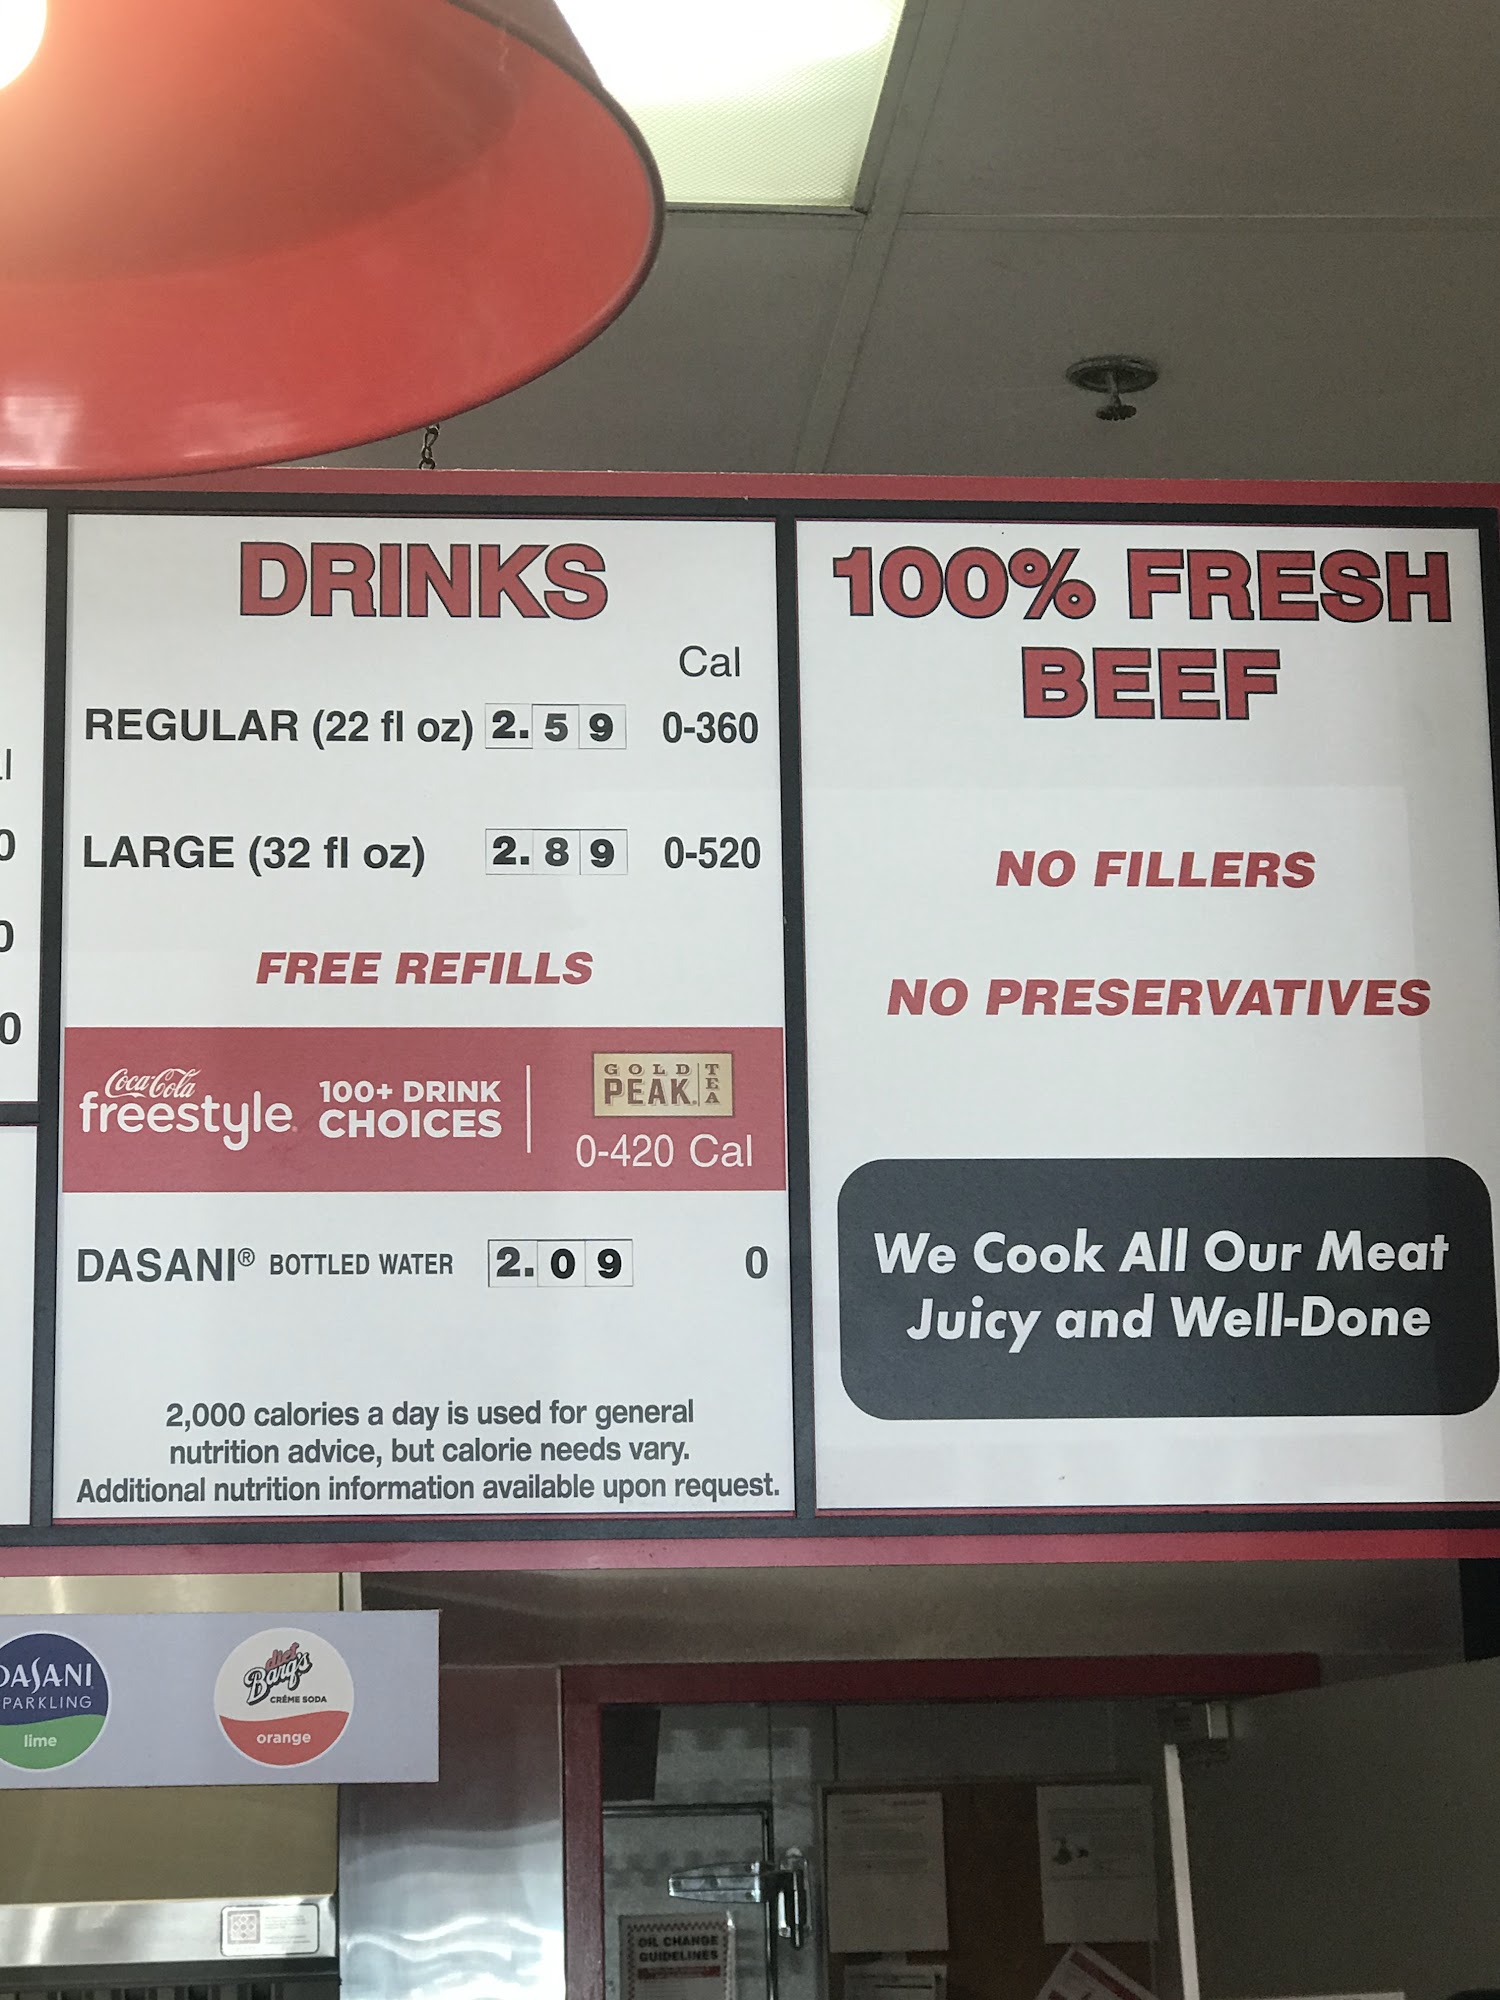 DRINKS
Cal
REGULAR (22 fl oz) 2.59 0-360
LARGE (32 fl oz) 2.89 0-520
FREE REFILLS
Coca-Cola
freestyle
100+ DRINK
CHOICES
GOLD
PEAK
TEA
0-420 Cal
DASANI® BOTTLED WATER 2.09 0
2,000 calories a day is used for general
nutrition advice, but calorie needs vary.
Additional nutrition information available upon request.
100% FRESH
BEEF
NO FILLERS
NO PRESERVATIVES
We Cook All Our Meat
Juicy and Well-Done
DASANI
PARKLING
lime
diet
Barq's
CRÈME SODA
orange
OIL CHANGE
GUIDELINES